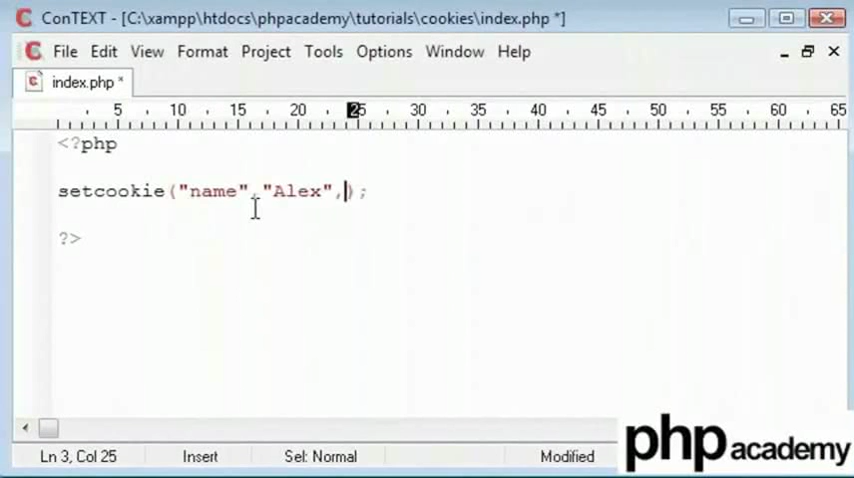 ConTEXT - [C:\xampp\htdocs\phpacademy\tutorials\cookies\index.php *]
File Edit View Format Project Tools Options Window Help
index.php *
5 10 15 20 25 30 35 40 45 50 55 60 65
<?php
setcookie("name","Alex",);
?>
Ln 3, Col 25 Insert Sel: Normal Modified
php academy